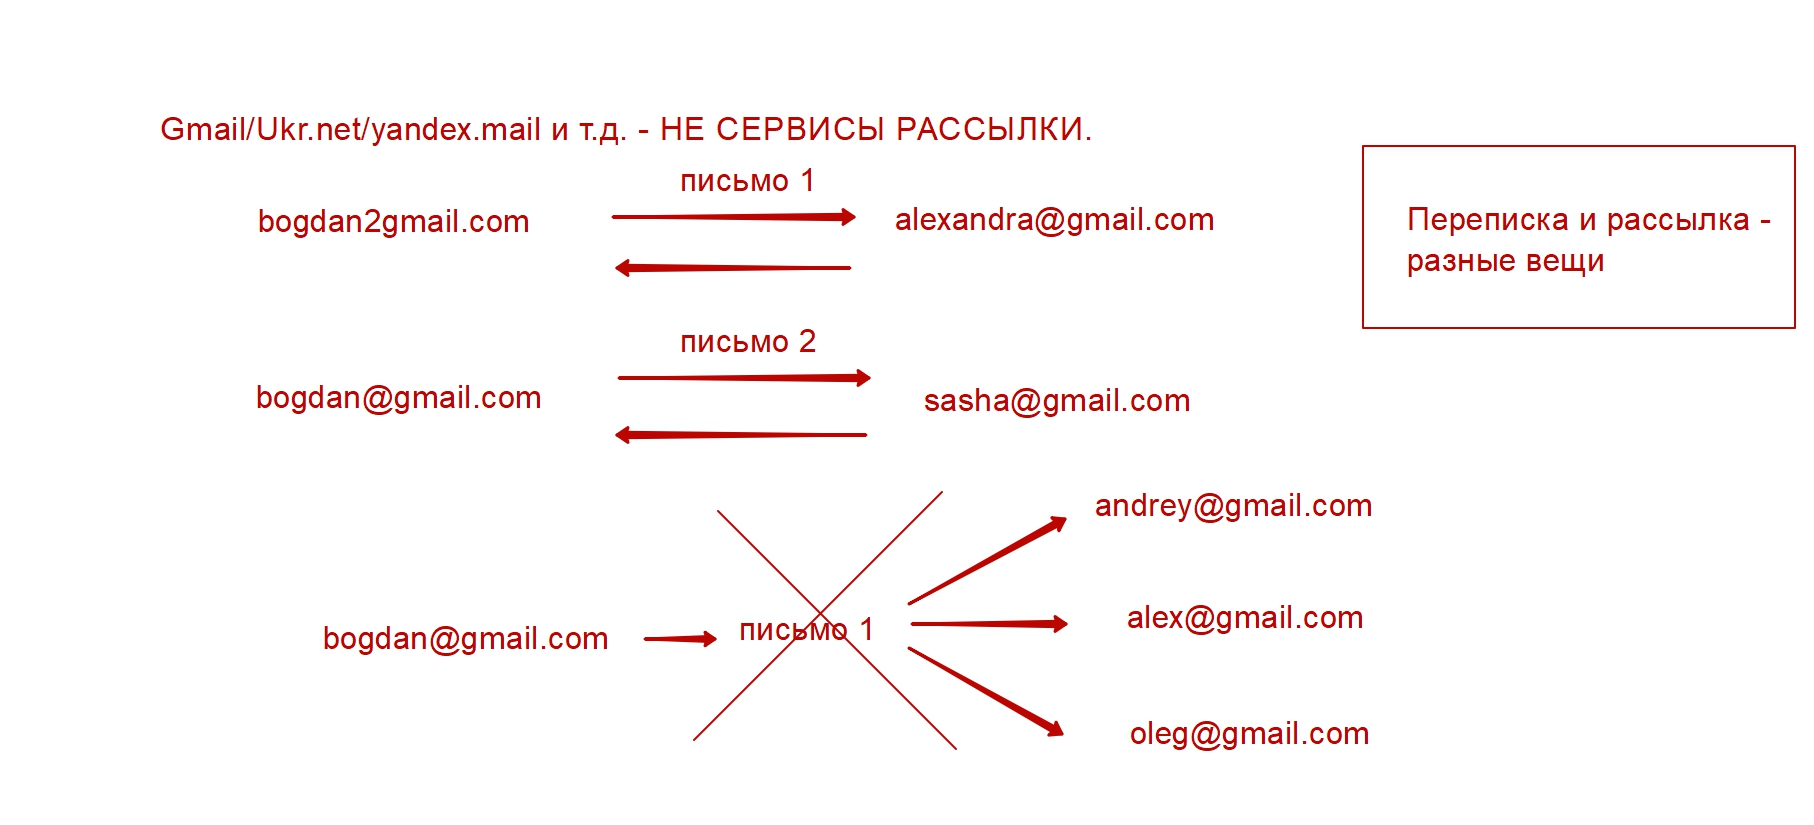 Gmail/Ukr.net/yandex.mail и т.д. - НЕ СЕРВИСЫ РАССЫЛКИ.
письмо 1
bogdan2gmail.com
alexandra@gmail.com
Переписка и рассылка -
разные вещи
письмо 2
bogdan@gmail.com
sasha@gmail.com
andrey@gmail.com
bogdan@gmail.com
письмо 1
alex@gmail.com
oleg@gmail.com